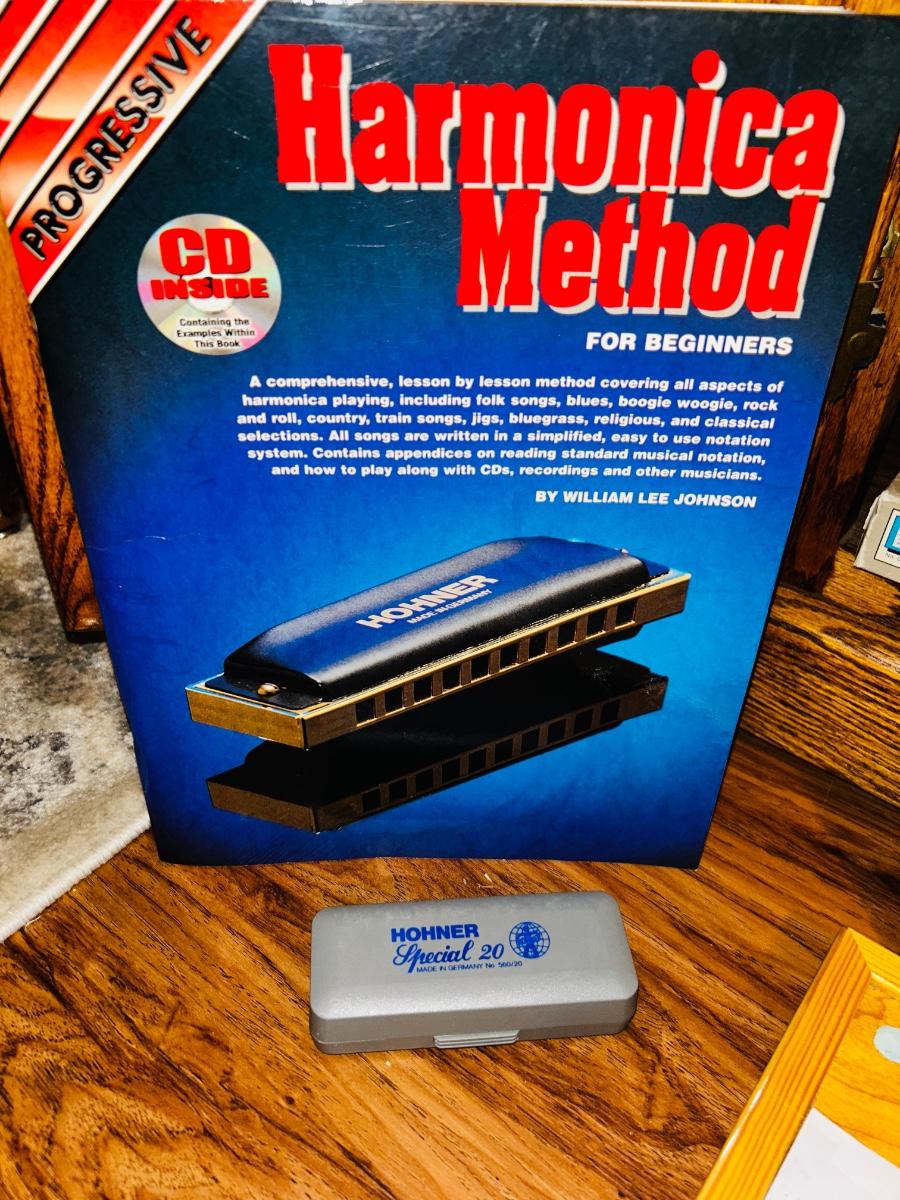 PROGRESSIVE
Harmonica
Method
CD
INSIDE
Containing the
Examples Within
This Book
FOR BEGINNERS
A comprehensive, lesson by lesson method covering all aspects of
harmonica playing, including folk songs, blues, boogie woogie, rock
and roll, country, train songs, jigs, bluegrass, religious, and classical
selections. All songs are written in a simplified, easy to use notation
system. Contains appendices on reading standard musical notation,
and how to play along with CDs, recordings and other musicians.
BY WILLIAM LEE JOHNSON
HOHNER
MADE IN GERMANY
HOHNER
Special 20
MADE IN GERMANY No. 560/20